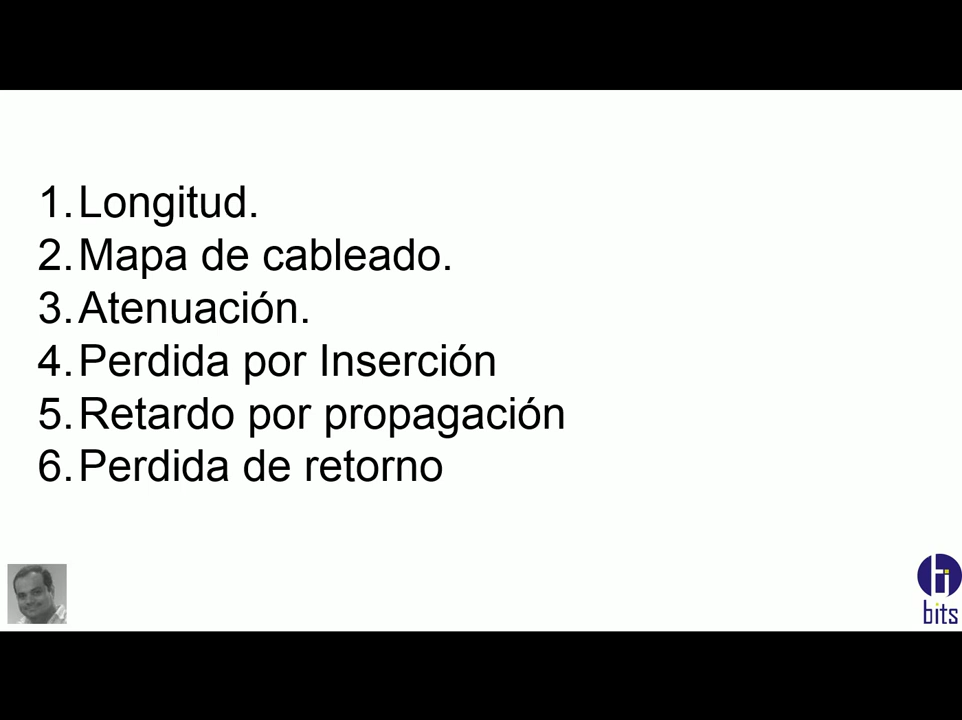 1. Longitud.
2. Mapa de cableado.
3. Atenuación.
4. Perdida por Inserción
5. Retardo por propagación
6. Perdida de retorno
bits